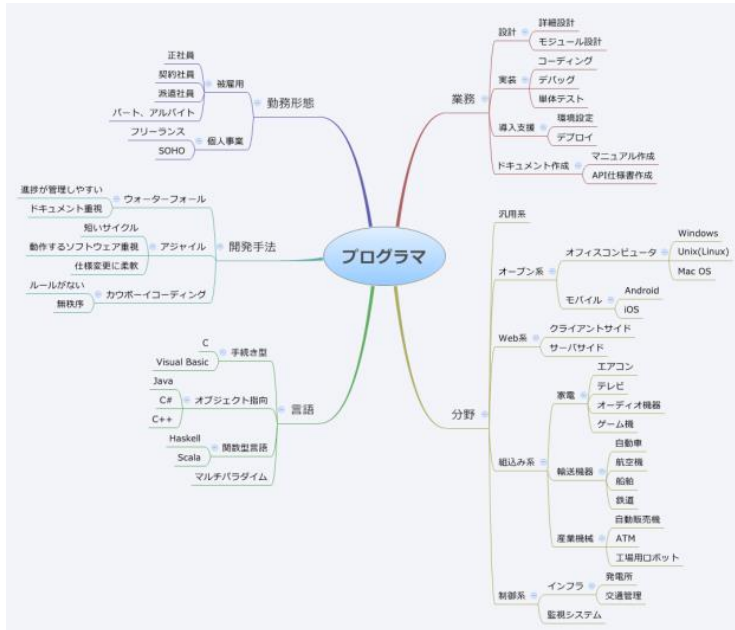 プログラマ
業務
設計
詳細設計
モジュール設計
実装
コーディング
デバッグ
単体テスト
導入支援
環境設定
デプロイ
ドキュメント作成
マニュアル作成
API仕様書作成
分野
汎用系
オープン系
オフィスコンピュータ
Windows
Unix(Linux)
Mac OS
モバイル
Android
iOS
Web系
クライアントサイド
サーバサイド
組込み系
家電
エアコン
テレビ
オーディオ機器
ゲーム機
輸送機器
自動車
航空機
船舶
鉄道
産業機械
自動販売機
ATM
工場用ロボット
制御系
インフラ
発電所
交通管理
監視システム
勤務形態
被雇用
正社員
契約社員
派遣社員
パート、アルバイト
個人事業
フリーランス
SOHO
開発手法
ウォーターフォール
進捗が管理しやすい
ドキュメント重視
アジャイル
短いサイクル
動作するソフトウェア重視
仕様変更に柔軟
カウボーイコーディング
ルールがない
無秩序
言語
手続き型
C
Visual Basic
オブジェクト指向
Java
C#
C++
関数型言語
Haskell
Scala
マルチパラダイム